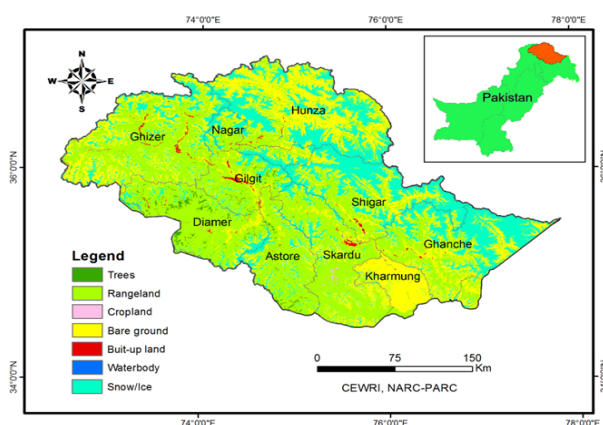 74°0'0"E
76°0'0"E
78°0'0"E
N
W
E
S
Pakistan
Hunza
Nagar
Ghizer
36°0'0"N
Gilgit
Shigar
Diamer
Ghanche
Astore
Skardu
Kharmung
Legend
Trees
Rangeland
Cropland
Bare ground
Buit-up land
Waterbody
Snow/Ice
0
75
150
Km
CEWRI, NARC-PARC
34°0'0"N
74°0'0"E
76°0'0"E
78°0'0"E